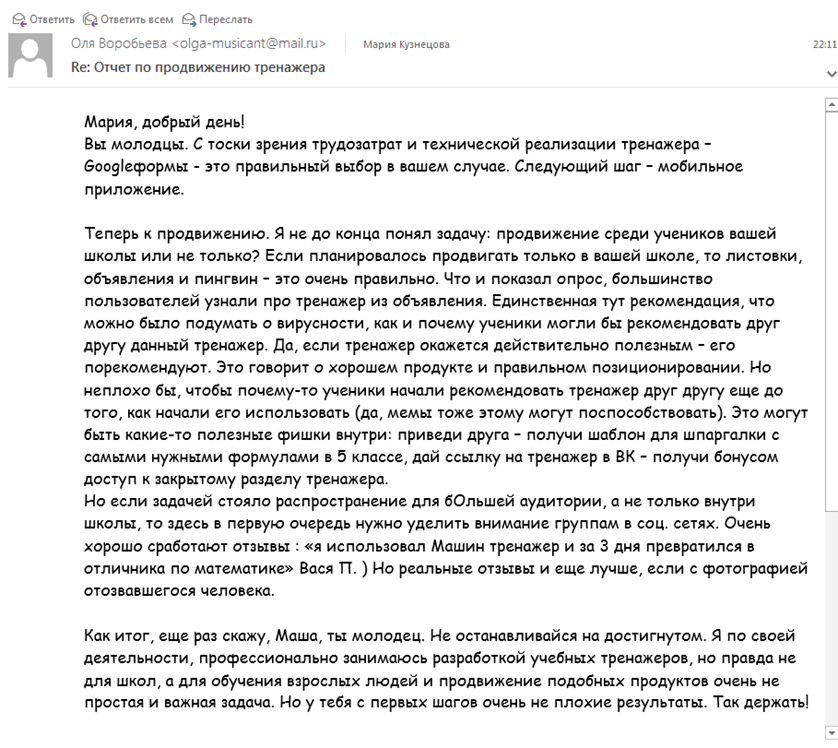 Ответить Ответить всем Переслать
Оля Воробьева <olga-musicant@mail.ru> Мария Кузнецова 22:11
Re: Отчет по продвижению тренажера
Мария, добрый день!
Вы молодцы. С тоски зрения трудозатрат и технической реализации тренажера –
Googleформы - это правильный выбор в вашем случае. Следующий шаг – мобильное
приложение.
Теперь к продвижению. Я не до конца понял задачу: продвижение среди учеников вашей
школы или не только? Если планировалось продвигать только в вашей школе, то листовки,
объявления и пингвин – это очень правильно. Что и показал опрос, большинство
пользователей узнали про тренажер из объявления. Единственная тут рекомендация, что
можно было подумать о вирусности, как и почему ученики могли бы рекомендовать друг
другу данный тренажер. Да, если тренажер окажется действительно полезным – его
порекомендуют. Это говорит о хорошем продукте и правильном позиционировании. Но
неплохо бы, чтобы почему-то ученики начали рекомендовать тренажер друг другу еще до
того, как начали его использовать (да, мемы тоже этому могут поспособствовать). Это могут
быть какие-то полезные фишки внутри: приведи друга – получи шаблон для шпаргалки с
самыми нужными формулами в 5 классе, дай ссылку на тренажер в ВК – получи бонусом
доступ к закрытому разделу тренажера.
Но если задачей стояло распространение для бОльшей аудитории, а не только внутри
школы, то здесь в первую очередь нужно уделить внимание группам в соц. сетях. Очень
хорошо сработают отзывы : «я использовал Машин тренажер и за 3 дня превратился в
отличника по математике» Вася П. ) Но реальные отзывы и еще лучше, если с фотографией
отозвавшегося человека.
Как итог, еще раз скажу, Маша, ты молодец. Не останавливайся на достигнутом. Я по своей
деятельности, профессионально занимаюсь разработкой учебных тренажеров, но правда не
для школ, а для обучения взрослых людей и продвижение подобных продуктов очень не
простая и важная задача. Но у тебя с первых шагов очень не плохие результаты. Так держать!